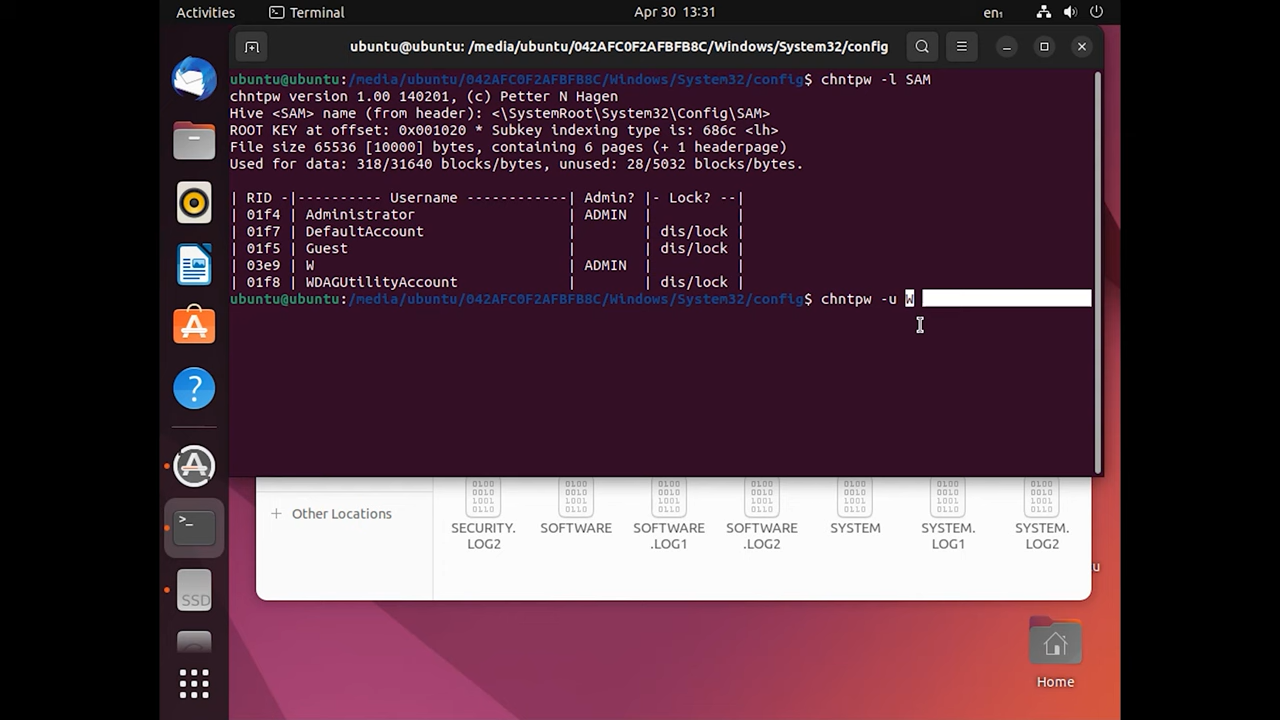 Activities Terminal Apr 30 13:31 en₁
ubuntu@ubuntu: /media/ubuntu/042AFC0F2AFBFB8C/Windows/System32/config
ubuntu@ubuntu:/media/ubuntu/042AFC0F2AFBFB8C/Windows/System32/config$ chntpw -l SAM
chntpw version 1.00 140201, (c) Petter N Hagen
Hive <SAM> name (from header): <\SystemRoot\System32\Config\SAM>
ROOT KEY at offset: 0x001020 * Subkey indexing type is: 686c <lh>
File size 65536 [10000] bytes, containing 6 pages (+ 1 headerpage)
Used for data: 318/31640 blocks/bytes, unused: 28/5032 blocks/bytes.
| RID -|---------- Username ------------| Admin? |- Lock? --|
| 01f4 | Administrator | ADMIN | |
| 01f7 | DefaultAccount | | dis/lock |
| 01f5 | Guest | | dis/lock |
| 03e9 | W | ADMIN | |
| 01f8 | WDAGUtilityAccount | | dis/lock |
ubuntu@ubuntu:/media/ubuntu/042AFC0F2AFBFB8C/Windows/System32/config$ chntpw -u W
Other Locations
SECURITY.LOG2
SOFTWARE
SOFTWARE.LOG1
SOFTWARE.LOG2
SYSTEM
SYSTEM.LOG1
SYSTEM.LOG2
SSD
Home